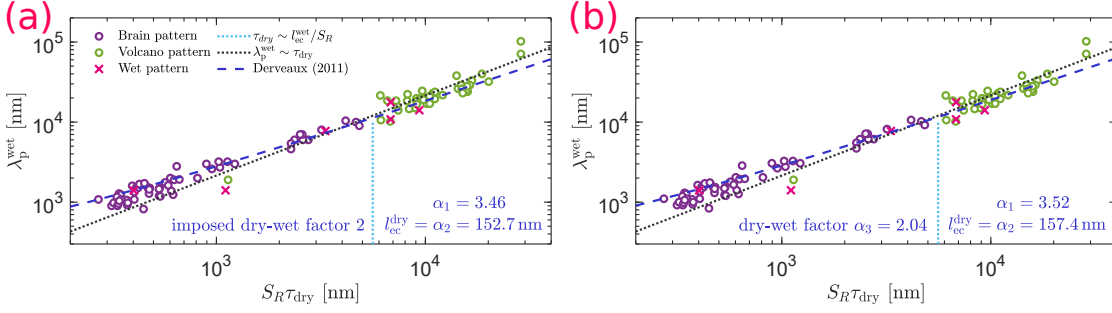 (a)
Brain pattern
Volcano pattern
Wet pattern
τ_dry ∼ l_ec^wet/S_R
λ_p^wet ∼ τ_dry
Derveaux (2011)
10^5
10^4
10^3
λ_p^wet [nm]
α_1 = 3.46
imposed dry-wet factor 2
l_ec^dry = α_2 = 152.7 nm
10^3
10^4
S_R τ_dry [nm]
(b)
10^5
10^4
10^3
λ_p^wet [nm]
α_1 = 3.52
dry-wet factor α_3 = 2.04
l_ec^dry = α_2 = 157.4 nm
10^3
10^4
S_R τ_dry [nm]